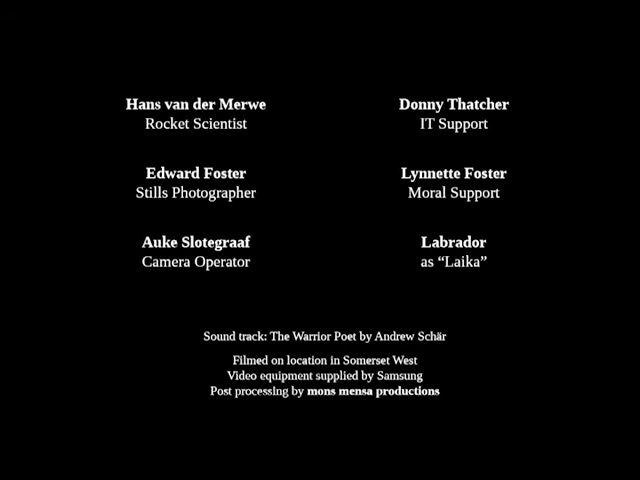 Hans van der Merwe
Rocket Scientist
Donny Thatcher
IT Support
Edward Foster
Stills Photographer
Lynnette Foster
Moral Support
Auke Slotegraaf
Camera Operator
Labrador
as “Laika”
Sound track: The Warrior Poet by Andrew Schär
Filmed on location in Somerset West
Video equipment supplied by Samsung
Post processing by mons mensa productions